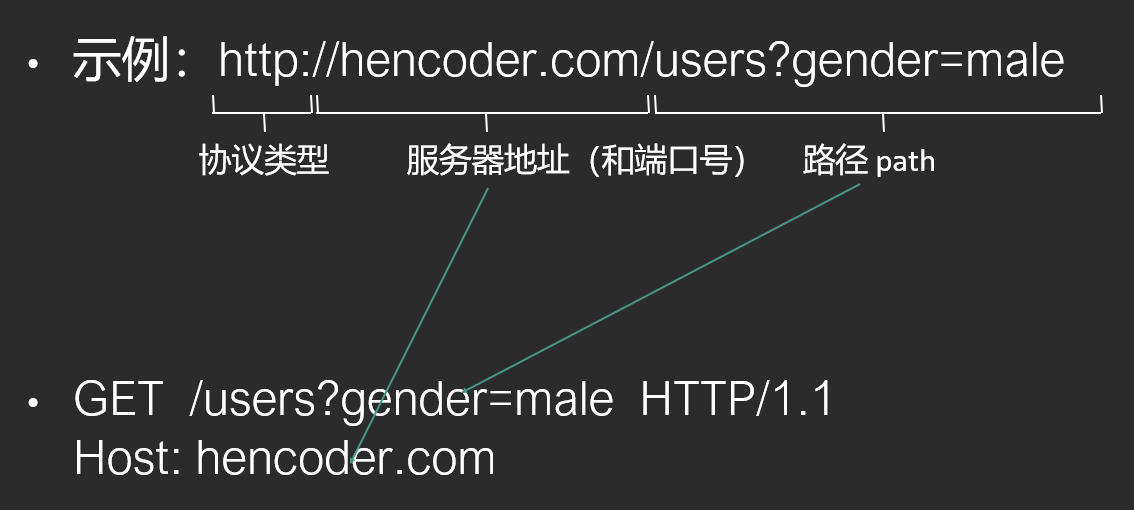 • 示例：http://hencoder.com/users?gender=male
协议类型 服务器地址（和端口号） 路径 path
• GET /users?gender=male HTTP/1.1
Host: hencoder.com